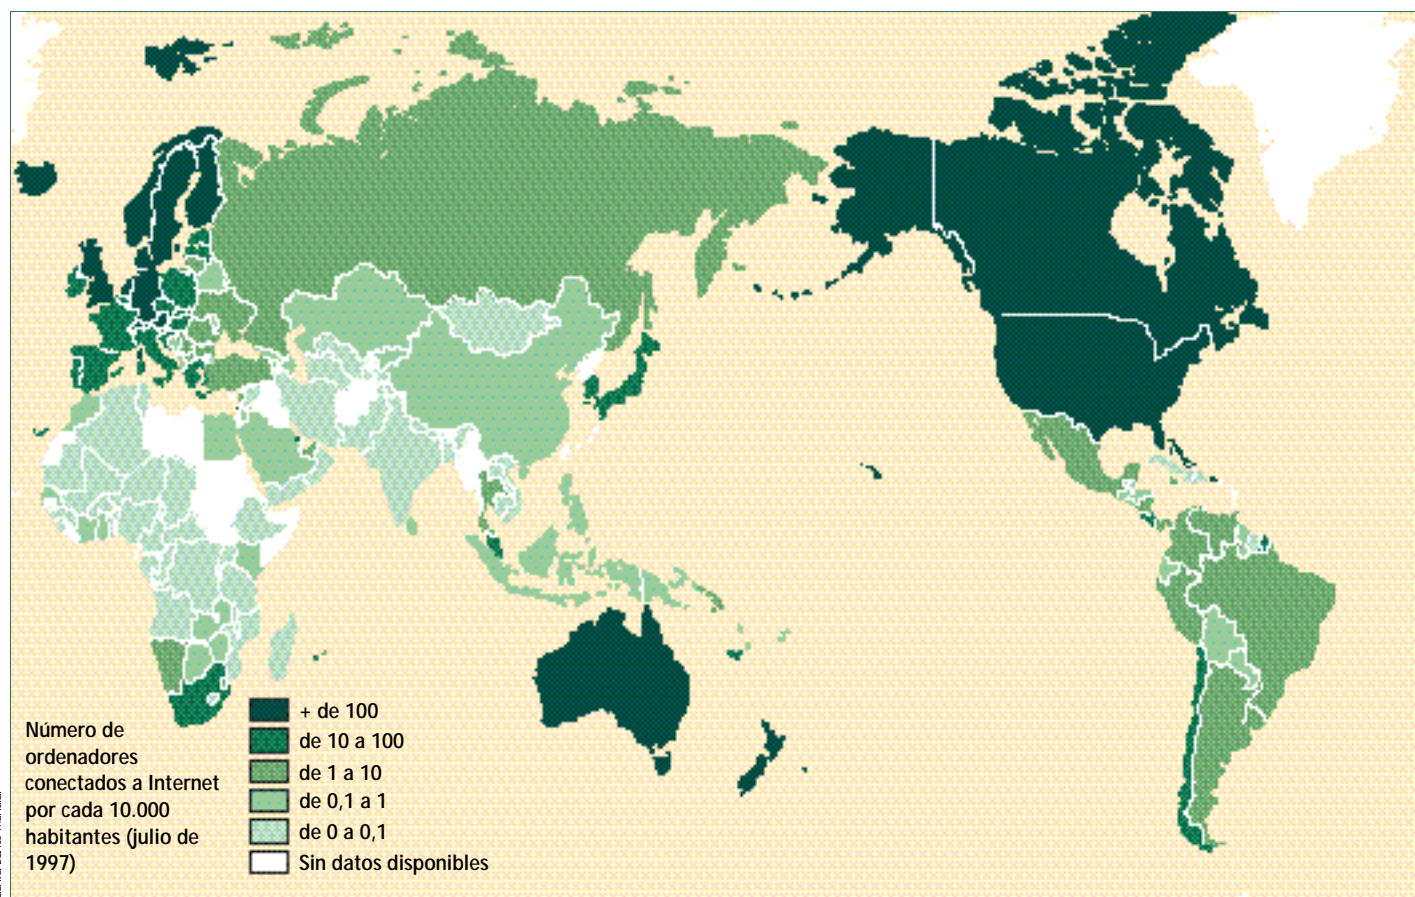 Número de
ordenadores
conectados a Internet
por cada 10.000
habitantes (julio de
1997)
+ de 100
de 10 a 100
de 1 a 10
de 0,1 a 1
de 0 a 0,1
Sin datos disponibles